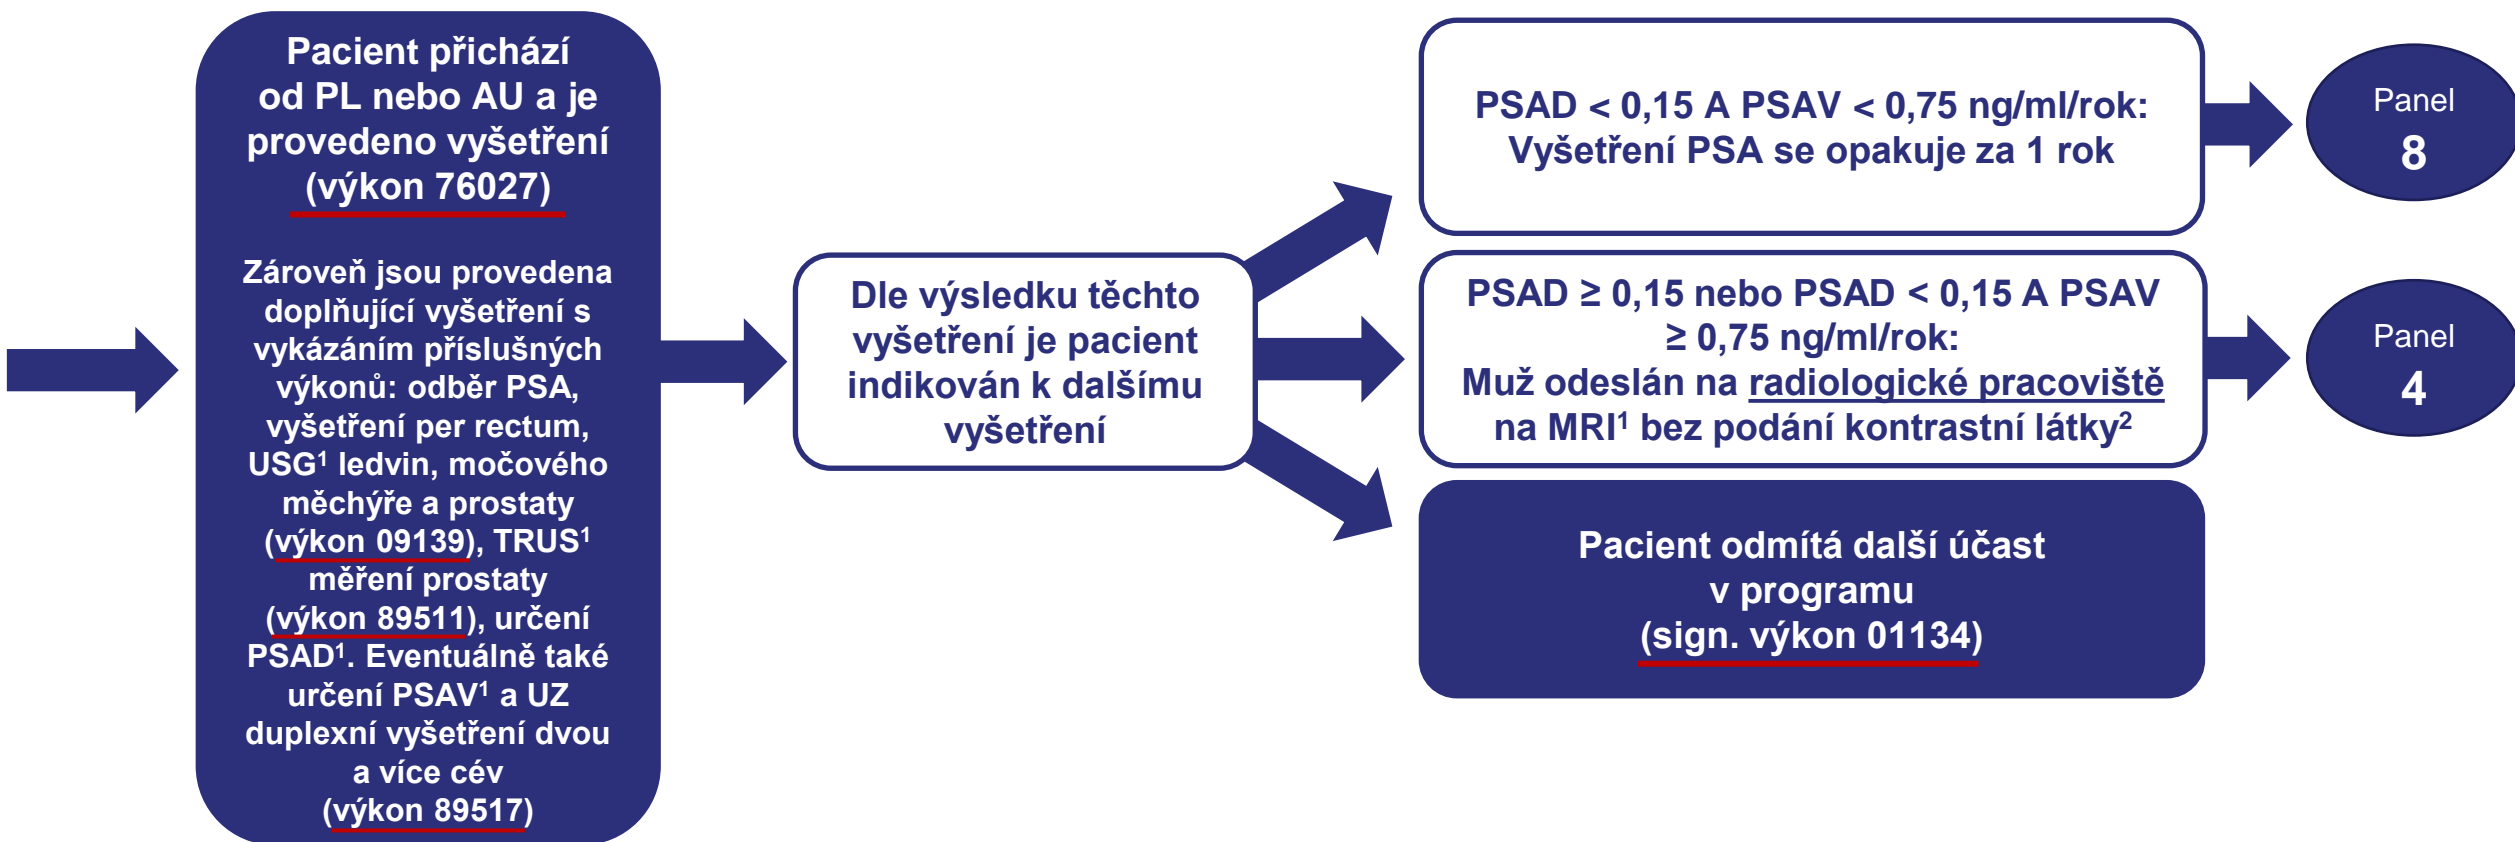 Pacient přichází
od PL nebo AU a je
provedeno vyšetření
(výkon 76027)
Zároveň jsou provedena
doplňující vyšetření s
vykázáním příslušných
výkonů: odběr PSA,
vyšetření per rectum,
USG¹ ledvin, močového
měchýře a prostaty
(výkon 09139), TRUS¹
měření prostaty
(výkon 89511), určení
PSAD¹. Eventuálně také
určení PSAV¹ a UZ
duplexní vyšetření dvou
a více cév
(výkon 89517)
Dle výsledku těchto
vyšetření je pacient
indikován k dalšímu
vyšetření
PSAD < 0,15 A PSAV < 0,75 ng/ml/rok:
Vyšetření PSA se opakuje za 1 rok
Panel
8
PSAD ≥ 0,15 nebo PSAD < 0,15 A PSAV
≥ 0,75 ng/ml/rok:
Muž odeslán na radiologické pracoviště
na MRI¹ bez podání kontrastní látky²
Panel
4
Pacient odmítá další účast
v programu
(sign. výkon 01134)